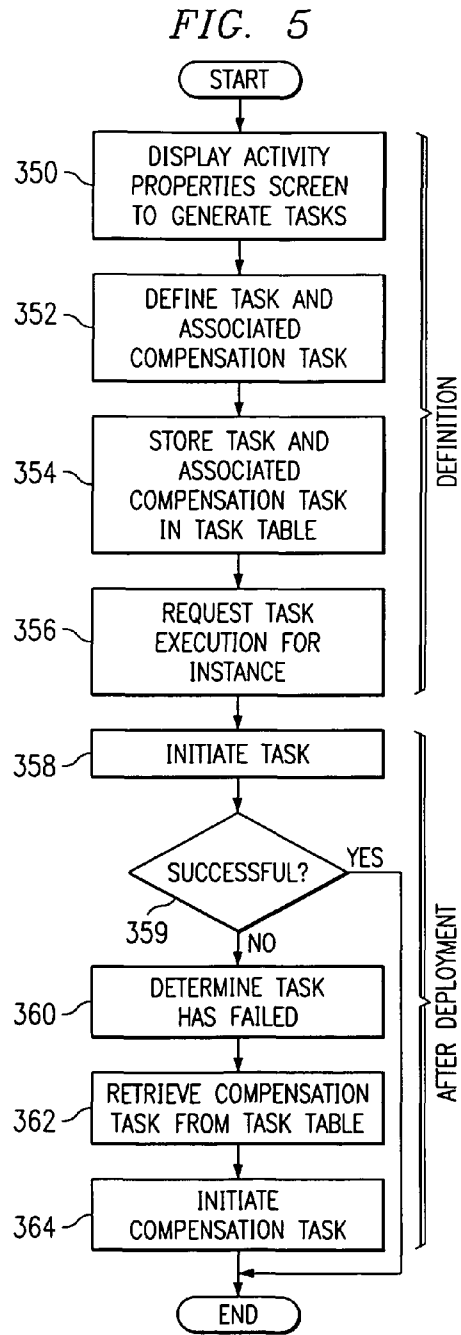 FIG. 5
START
350
DISPLAY ACTIVITY
PROPERTIES SCREEN
TO GENERATE TASKS
352
DEFINE TASK AND
ASSOCIATED
COMPENSATION TASK
354
STORE TASK AND
ASSOCIATED
COMPENSATION TASK
IN TASK TABLE
356
REQUEST TASK
EXECUTION FOR
INSTANCE
DEFINITION
358
INITIATE TASK
SUCCESSFUL?
YES
359
NO
360
DETERMINE TASK
HAS FAILED
362
RETRIEVE COMPENSATION
TASK FROM TASK TABLE
364
INITIATE
COMPENSATION TASK
AFTER DEPLOYMENT
END